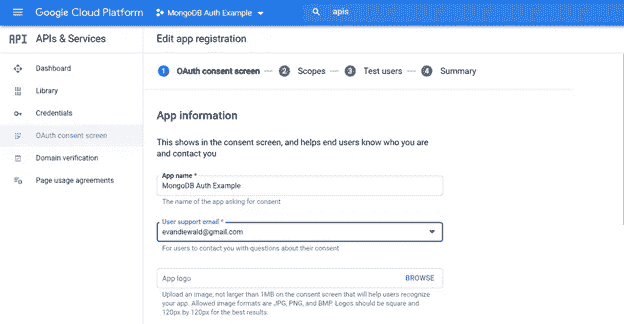 Google Cloud Platform
MongoDB Auth Example
apis
API APIs & Services
Edit app registration
Dashboard
Library
Credentials
OAuth consent screen
Domain verification
Page usage agreements
1 OAuth consent screen
2 Scopes
3 Test users
4 Summary
App information
This shows in the consent screen, and helps end users know who you are
and contact you
App name *
MongoDB Auth Example
The name of the app asking for consent
User support email *
evandiewald@gmail.com
For users to contact you with questions about their consent
App logo
BROWSE
Upload an image, not larger than 1MB on the consent screen that will help users recognize
your app. Allowed image formats are JPG, PNG, and BMP. Logos should be square and
120px by 120px for the best results.